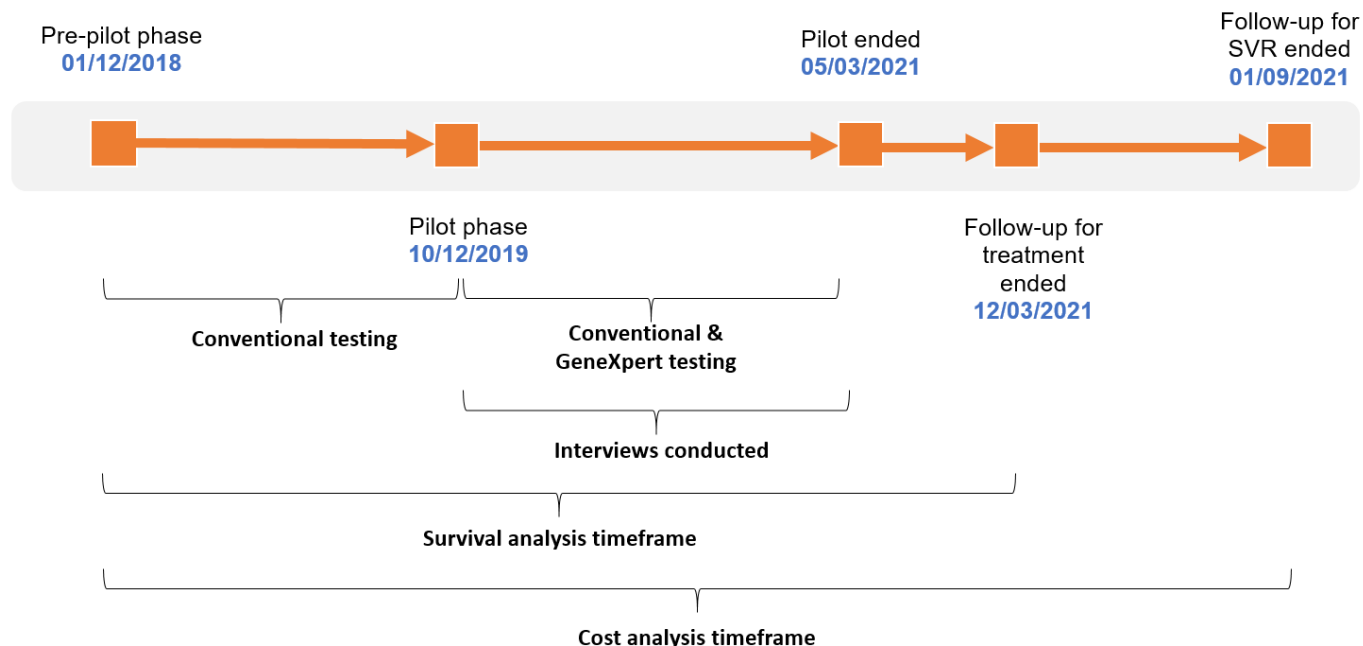 Pre-pilot phase
01/12/2018
Pilot ended
05/03/2021
Follow-up for
SVR ended
01/09/2021
Pilot phase
10/12/2019
Follow-up for
treatment
ended
12/03/2021
Conventional testing
Conventional &
GeneXpert testing
Interviews conducted
Survival analysis timeframe
Cost analysis timeframe